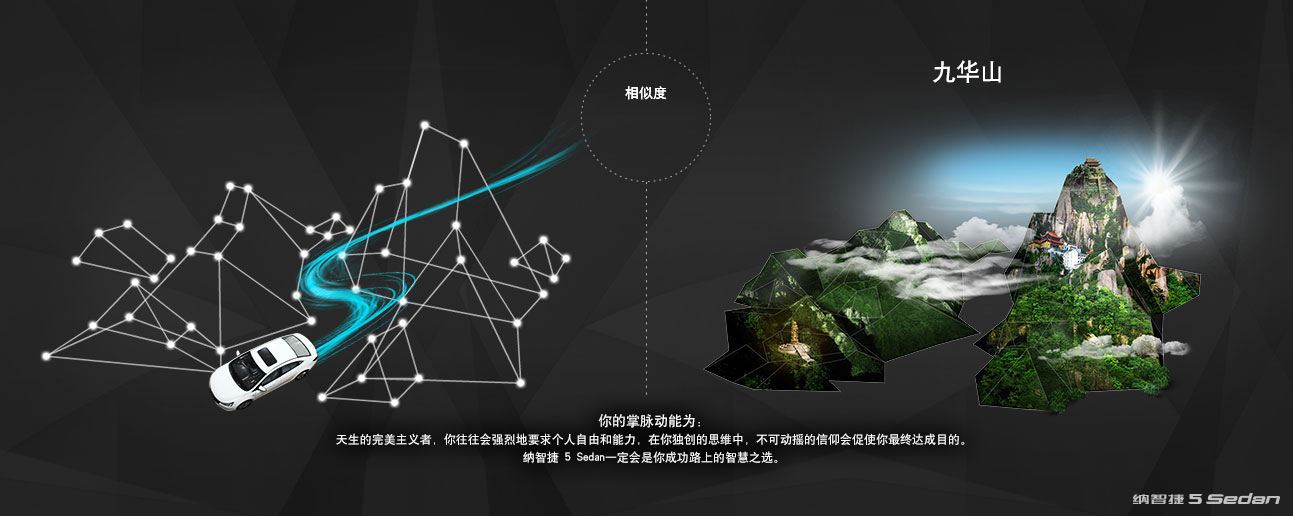 相似度
九华山
你的掌脉动能为:
天生的完美主义者，你往往会强烈地要求个人自由和能力，在你独创的思维中，不可动摇的信仰会促使你最终达成目的。
纳智捷 5 Sedan一定会是你成功路上的智慧之选。
纳智捷 5 Sedan